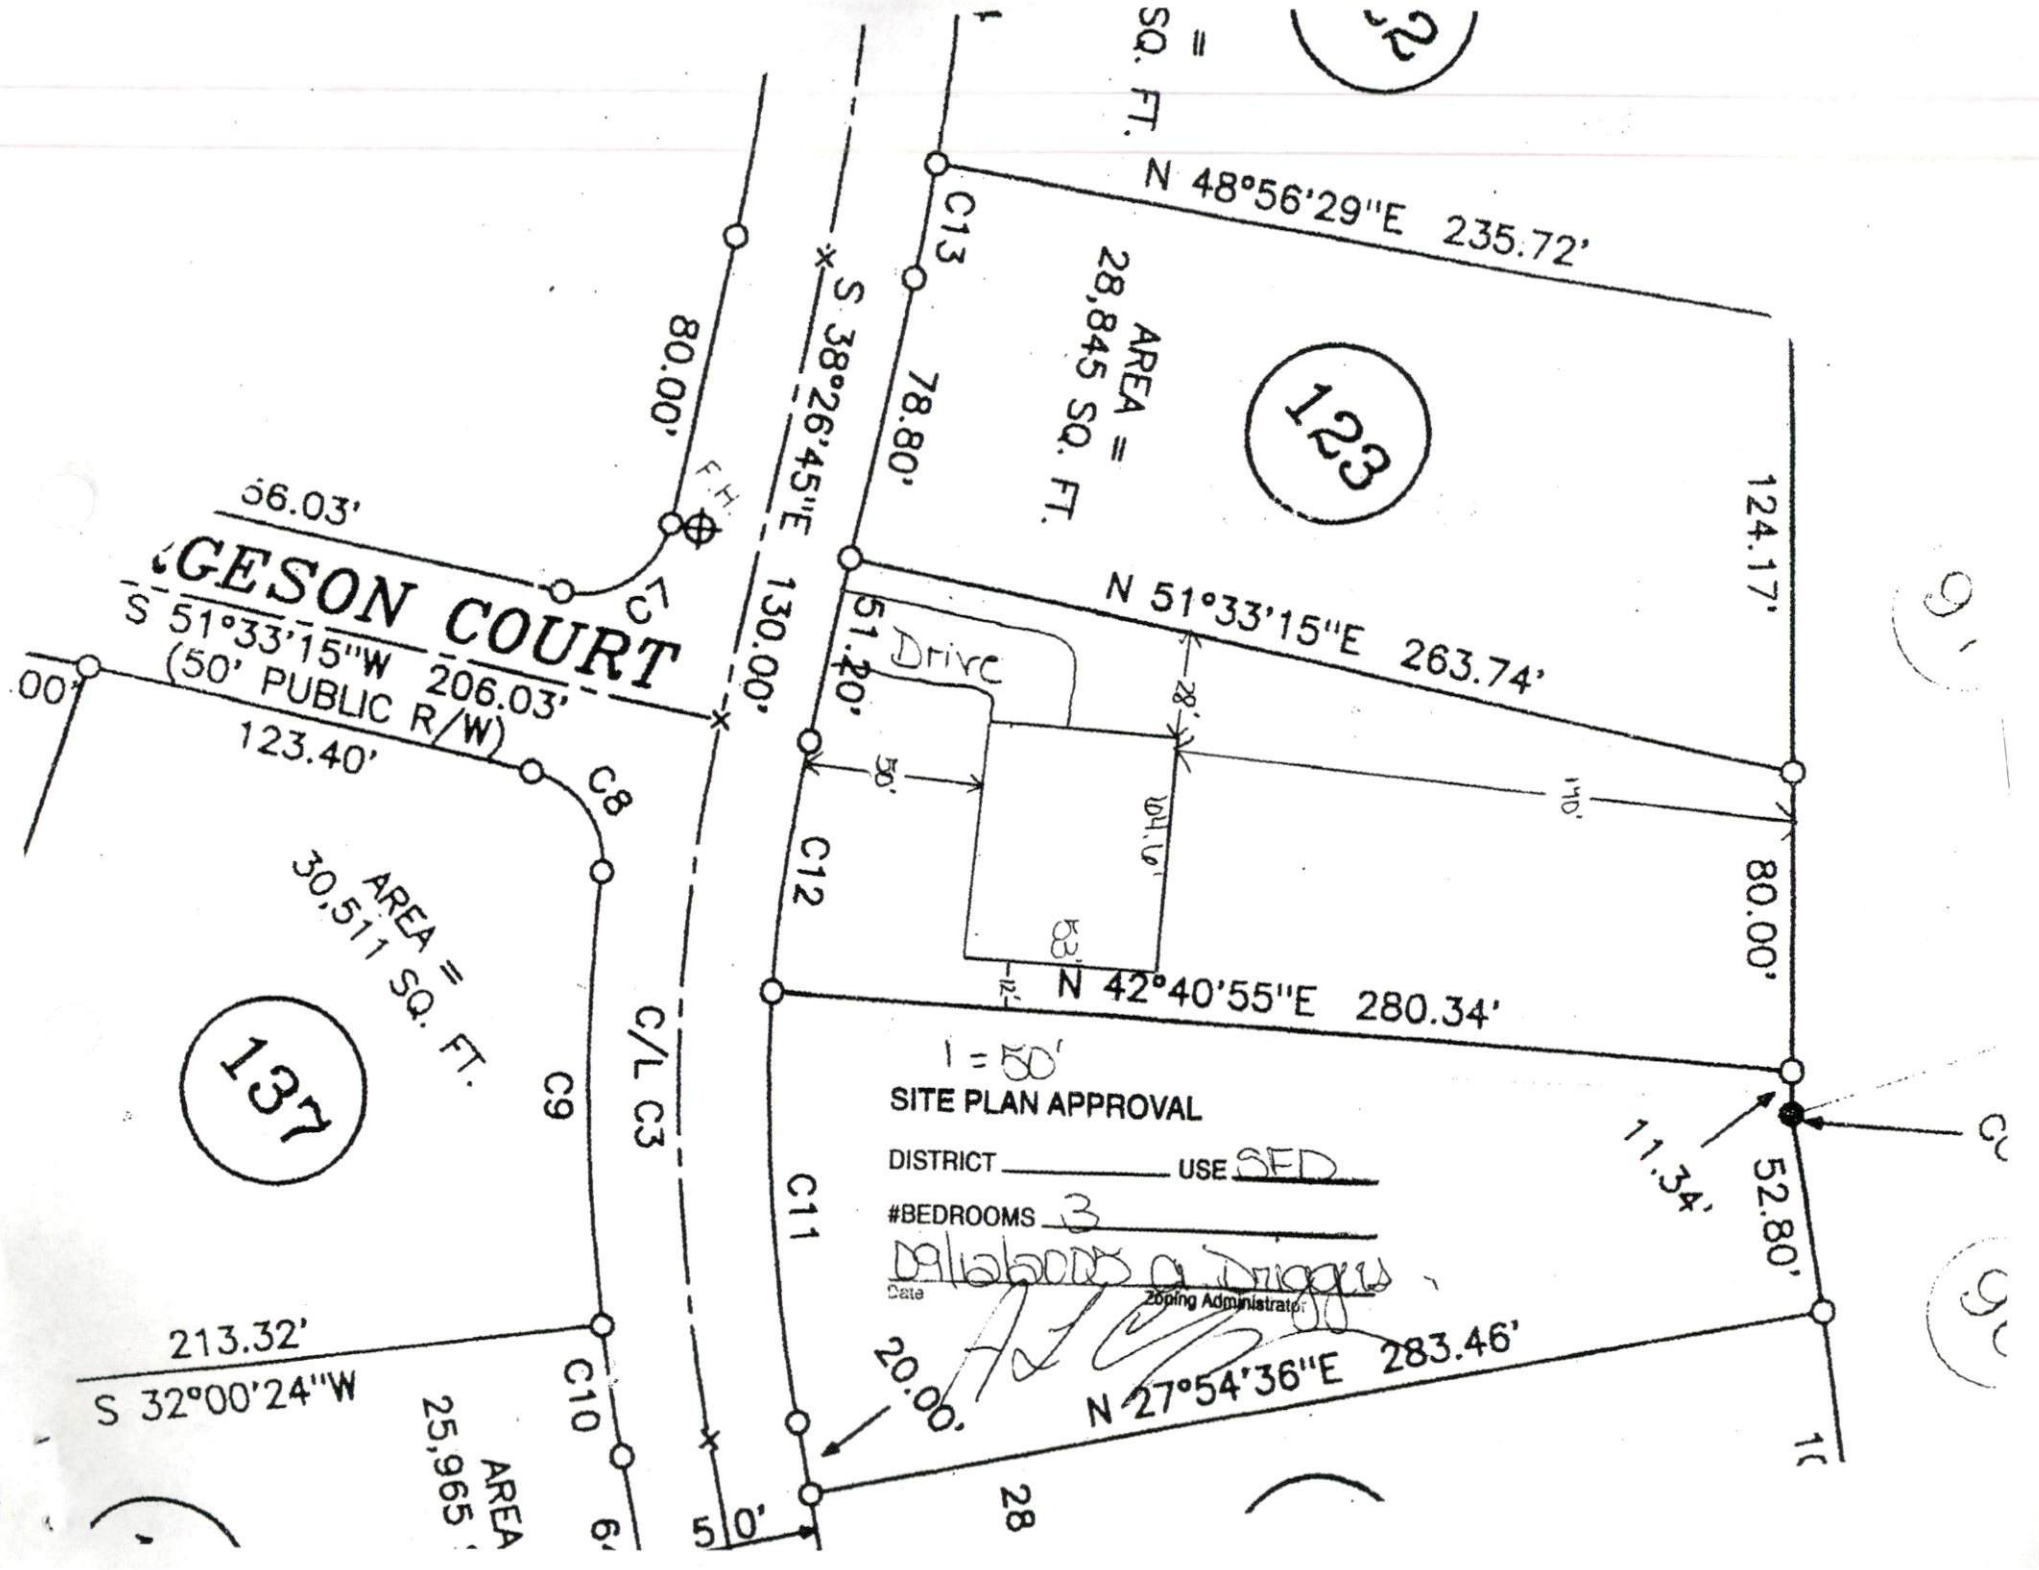 SQ. FT.
=
N 48°56'29"E 235.72'
C13
AREA =
28,845 SQ. FT.
123
124.17'
S 38°26'45"E 130.00'
78.80'
80.00'
F.H.
C7
56.03'
GESON COURT
S 51°33'15"W 206.03'
(50' PUBLIC R/W)
.00'
123.40'
C8
51.20'
Drive
N 51°33'15"E 263.74'
28'
50'
170'
104.6'
53'
12'
C12
80.00'
N 42°40'55"E 280.34'
AREA =
30,511 SQ. FT.
137
C9
C/L C3
C11
1 = 50'
SITE PLAN APPROVAL
DISTRICT
USE SFD
#BEDROOMS 3
a Driggus
Date
Zoning Administrator
11.34'
52.80'
20.00'
N 27°54'36"E 283.46'
213.32'
S 32°00'24"W
C10
AREA
25,965
50'
28